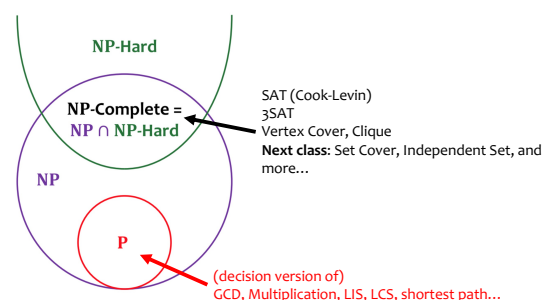 NP-Hard
NP-Complete =
NP ∩ NP-Hard
SAT (Cook-Levin)
3SAT
Vertex Cover, Clique
Next class: Set Cover, Independent Set, and
more…
NP
P
(decision version of)
GCD, Multiplication, LIS, LCS, shortest path…